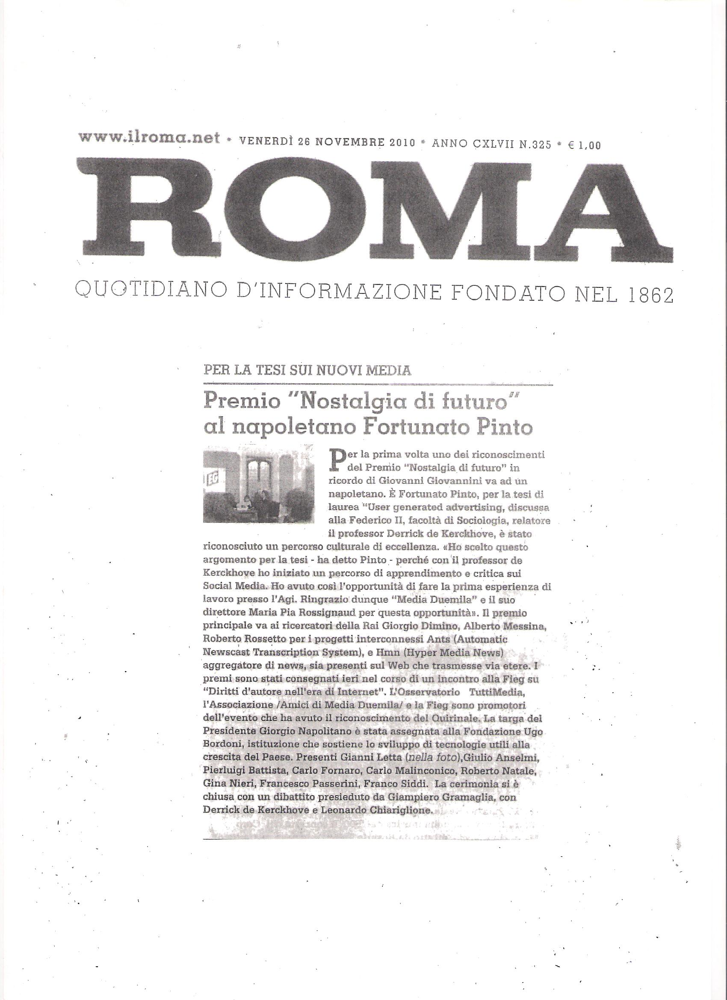 www.ilroma.net • VENERDÌ 26 NOVEMBRE 2010 • ANNO CXLVII N.325 • € 1,00
ROMA
QUOTIDIANO D'INFORMAZIONE FONDATO NEL 1862
PER LA TESI SUI NUOVI MEDIA
Premio "Nostalgia di futuro"
al napoletano Fortunato Pinto
Per la prima volta uno dei riconoscimenti
del Premio "Nostalgia di futuro" in
ricordo di Giovanni Giovannini va ad un
napoletano. È Fortunato Pinto, per la tesi di
laurea "User generated advertising, discussa
alla Federico II, facoltà di Sociologia, relatore
il professor Derrick de Kerckhove, è stato
riconosciuto un percorso culturale di eccellenza. «Ho scelto questo
argomento per la tesi - ha detto Pinto - perché con il professor de
Kerckhove ho iniziato un percorso di apprendimento e critica sui
Social Media. Ho avuto così l'opportunità di fare la prima esperienza di
lavoro presso l'Agi. Ringrazio dunque "Media Duemila" e il suo
direttore Maria Pia Rossignaud per questa opportunità». Il premio
principale va ai ricercatori della Rai Giorgio Dimino, Alberto Messina,
Roberto Rossetto per i progetti interconnessi Ants (Automatic
Newscast Transcription System), e Hmn (Hyper Media News)
aggregatore di news, sia presenti sul Web che trasmesse via etere. I
premi sono stati consegnati ieri nel corso di un incontro alla Fieg su
"Diritti d'autore nell'era di Internet". L'Osservatorio TuttiMedia,
l'Associazione /Amici di Media Duemila/ e la Fieg sono promotori
dell'evento che ha avuto il riconoscimento del Quirinale. La targa del
Presidente Giorgio Napolitano è stata assegnata alla Fondazione Ugo
Bordoni, istituzione che sostiene lo sviluppo di tecnologie utili alla
crescita del Paese. Presenti Gianni Letta (nella foto),Giulio Anselmi,
Pierluigi Battista, Carlo Fornaro, Carlo Malinconico, Roberto Natale,
Gina Nieri, Francesco Passerini, Franco Siddi. La cerimonia si è
chiusa con un dibattito presieduto da Giampiero Gramaglia, con
Derrick de Kerckhove e Leonardo Chiariglione.